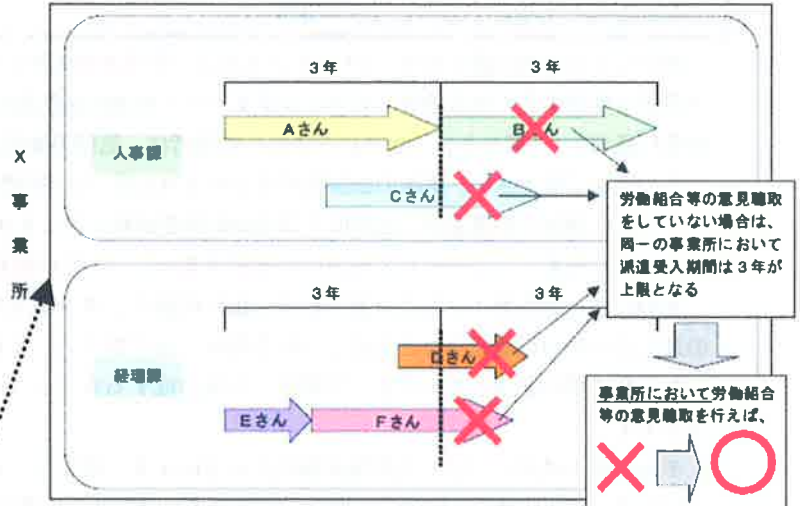 X事業所
3年
3年
人事課
Aさん
Bさん
Cさん
労働組合等の意見聴取
をしていない場合は、
同一の事業所において
派遣受入期間は3年が
上限となる
3年
3年
経理課
Dさん
Eさん
Fさん
事業所において労働組合
等の意見聴取を行えば、